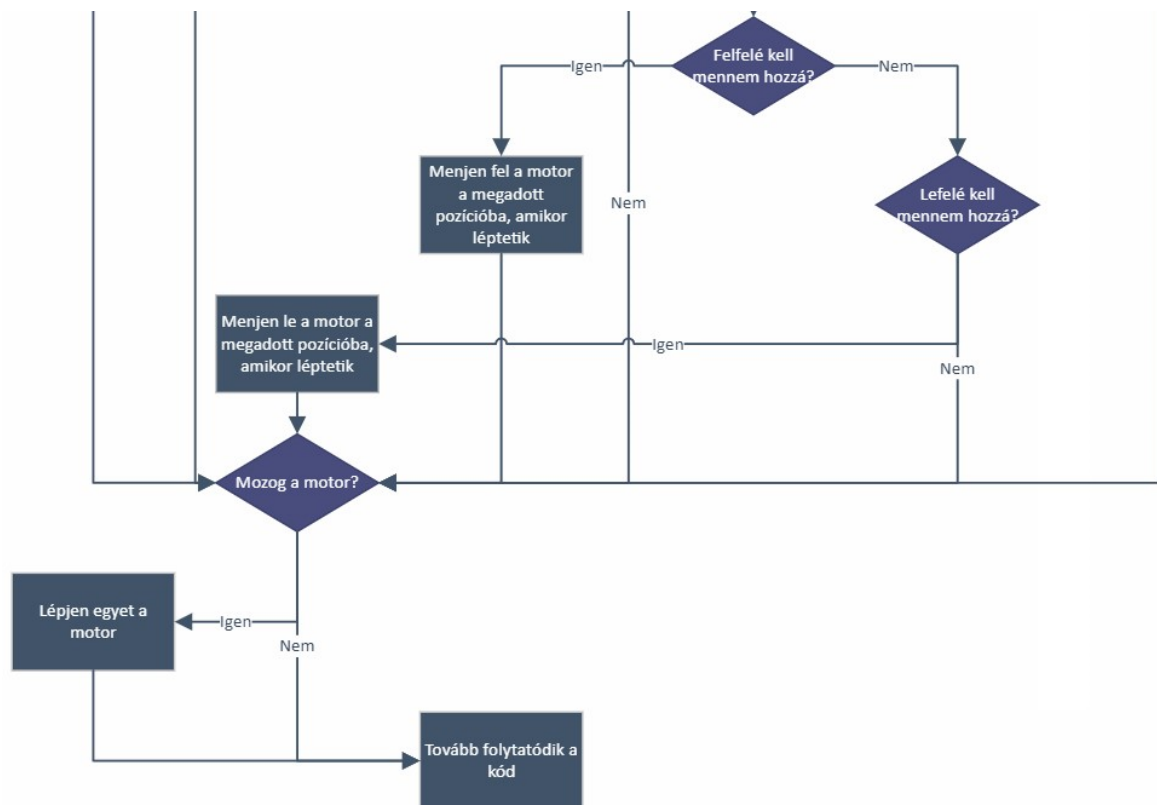 Felfelé kell
mennem hozzá?
Igen
Nem
Menjen fel a motor
a megadott
pozícióba, amikor
léptetik
Nem
Lefelé kell
mennem hozzá?
Menjen le a motor a
megadott pozícióba,
amikor léptetik
Igen
Nem
Mozog a motor?
Lépjen egyet a
motor
Igen
Nem
Tovább folytatódik a
kód